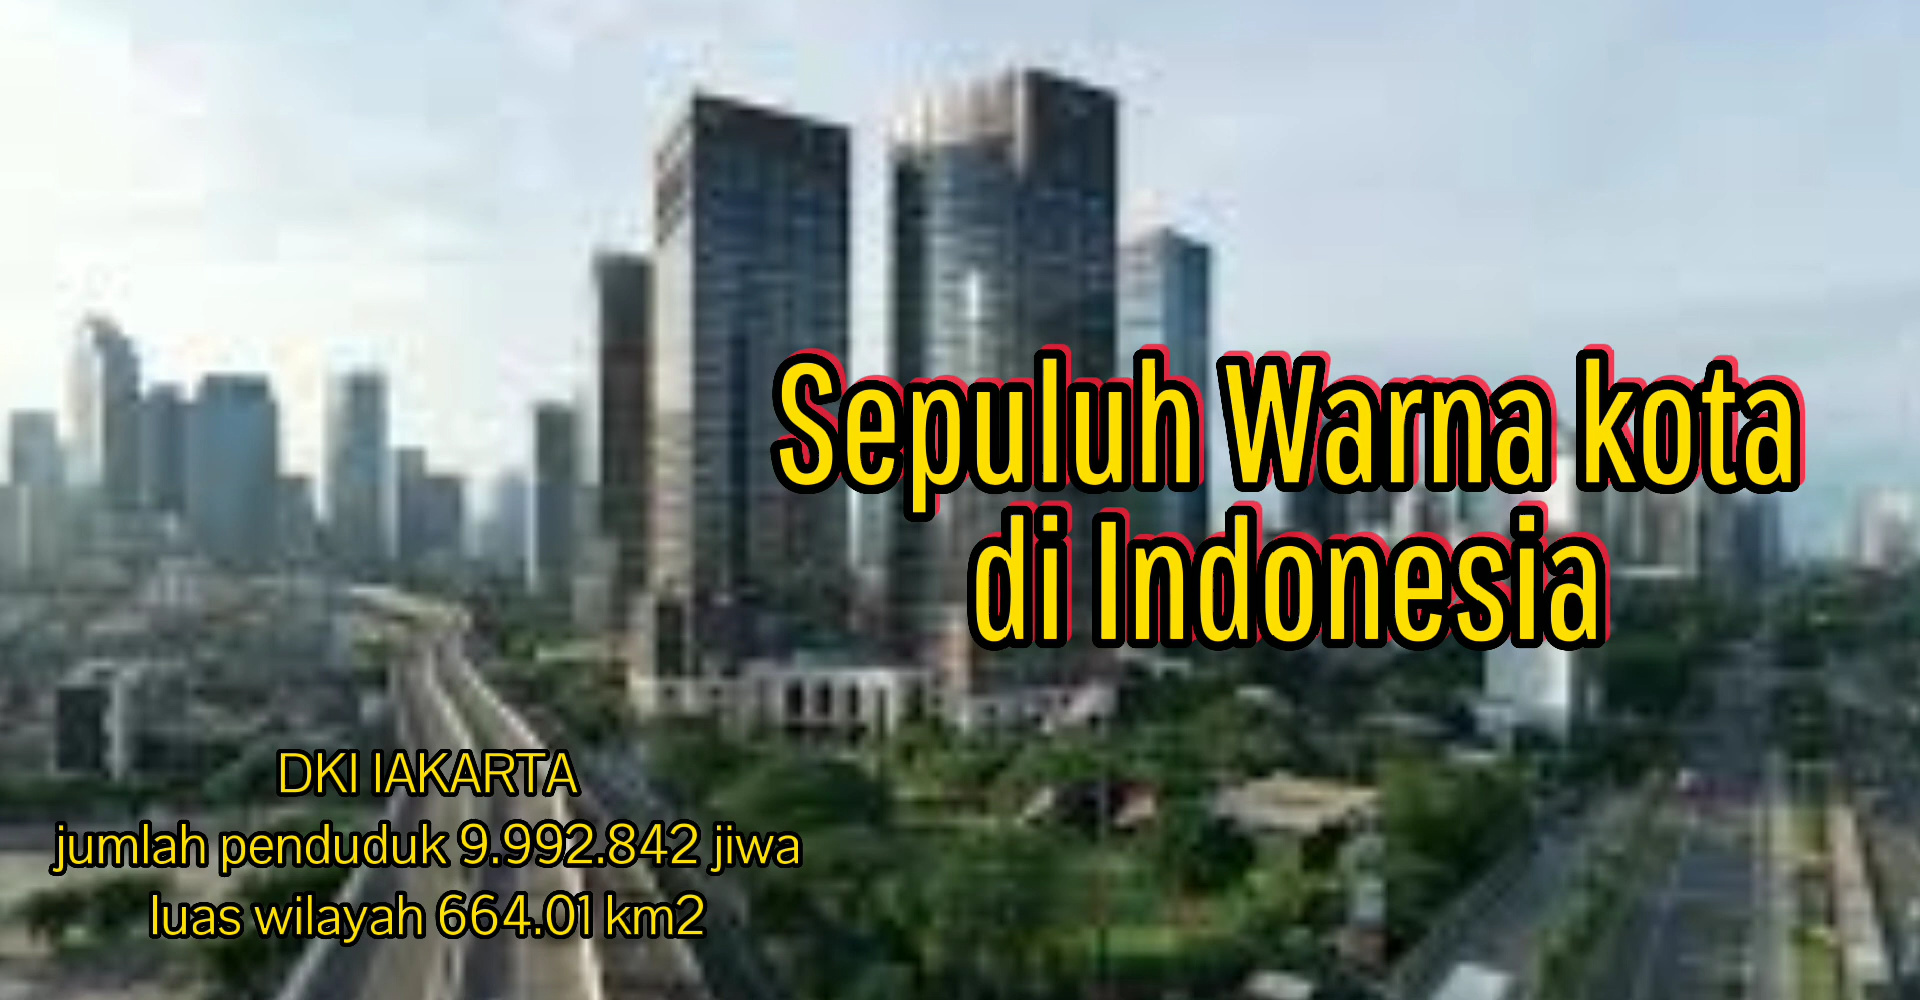 Sepuluh Warna kota
di Indonesia
DKI IAKARTA
jumlah penduduk 9.992.842 jiwa
luas wilayah 664.01 km2